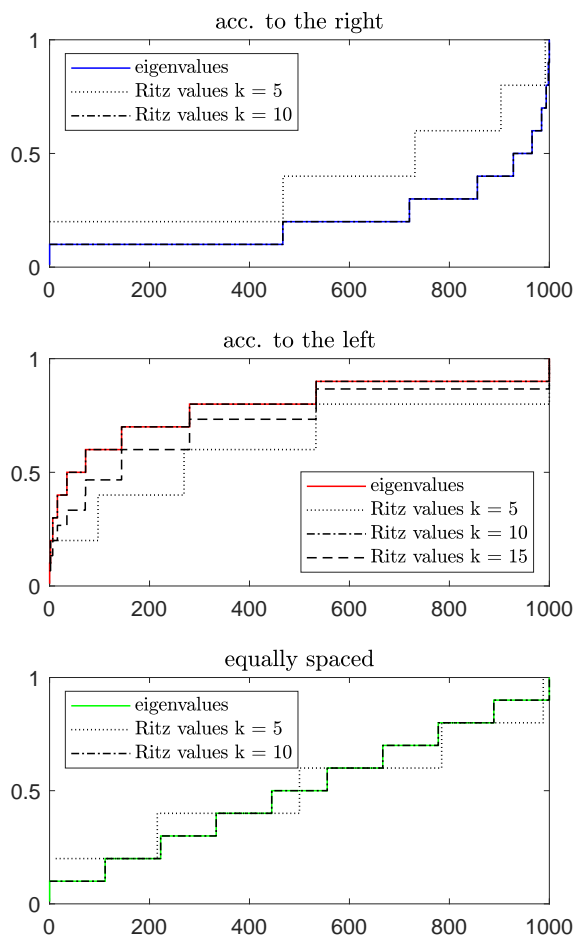 acc. to the right
1
eigenvalues
Ritz values k = 5
Ritz values k = 10
0.5
0
0 200 400 600 800 1000
acc. to the left
1
0.5
eigenvalues
Ritz values k = 5
Ritz values k = 10
Ritz values k = 15
0
0 200 400 600 800 1000
equally spaced
1
eigenvalues
Ritz values k = 5
Ritz values k = 10
0.5
0
0 200 400 600 800 1000